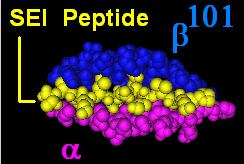 SEI Peptide
β101
α